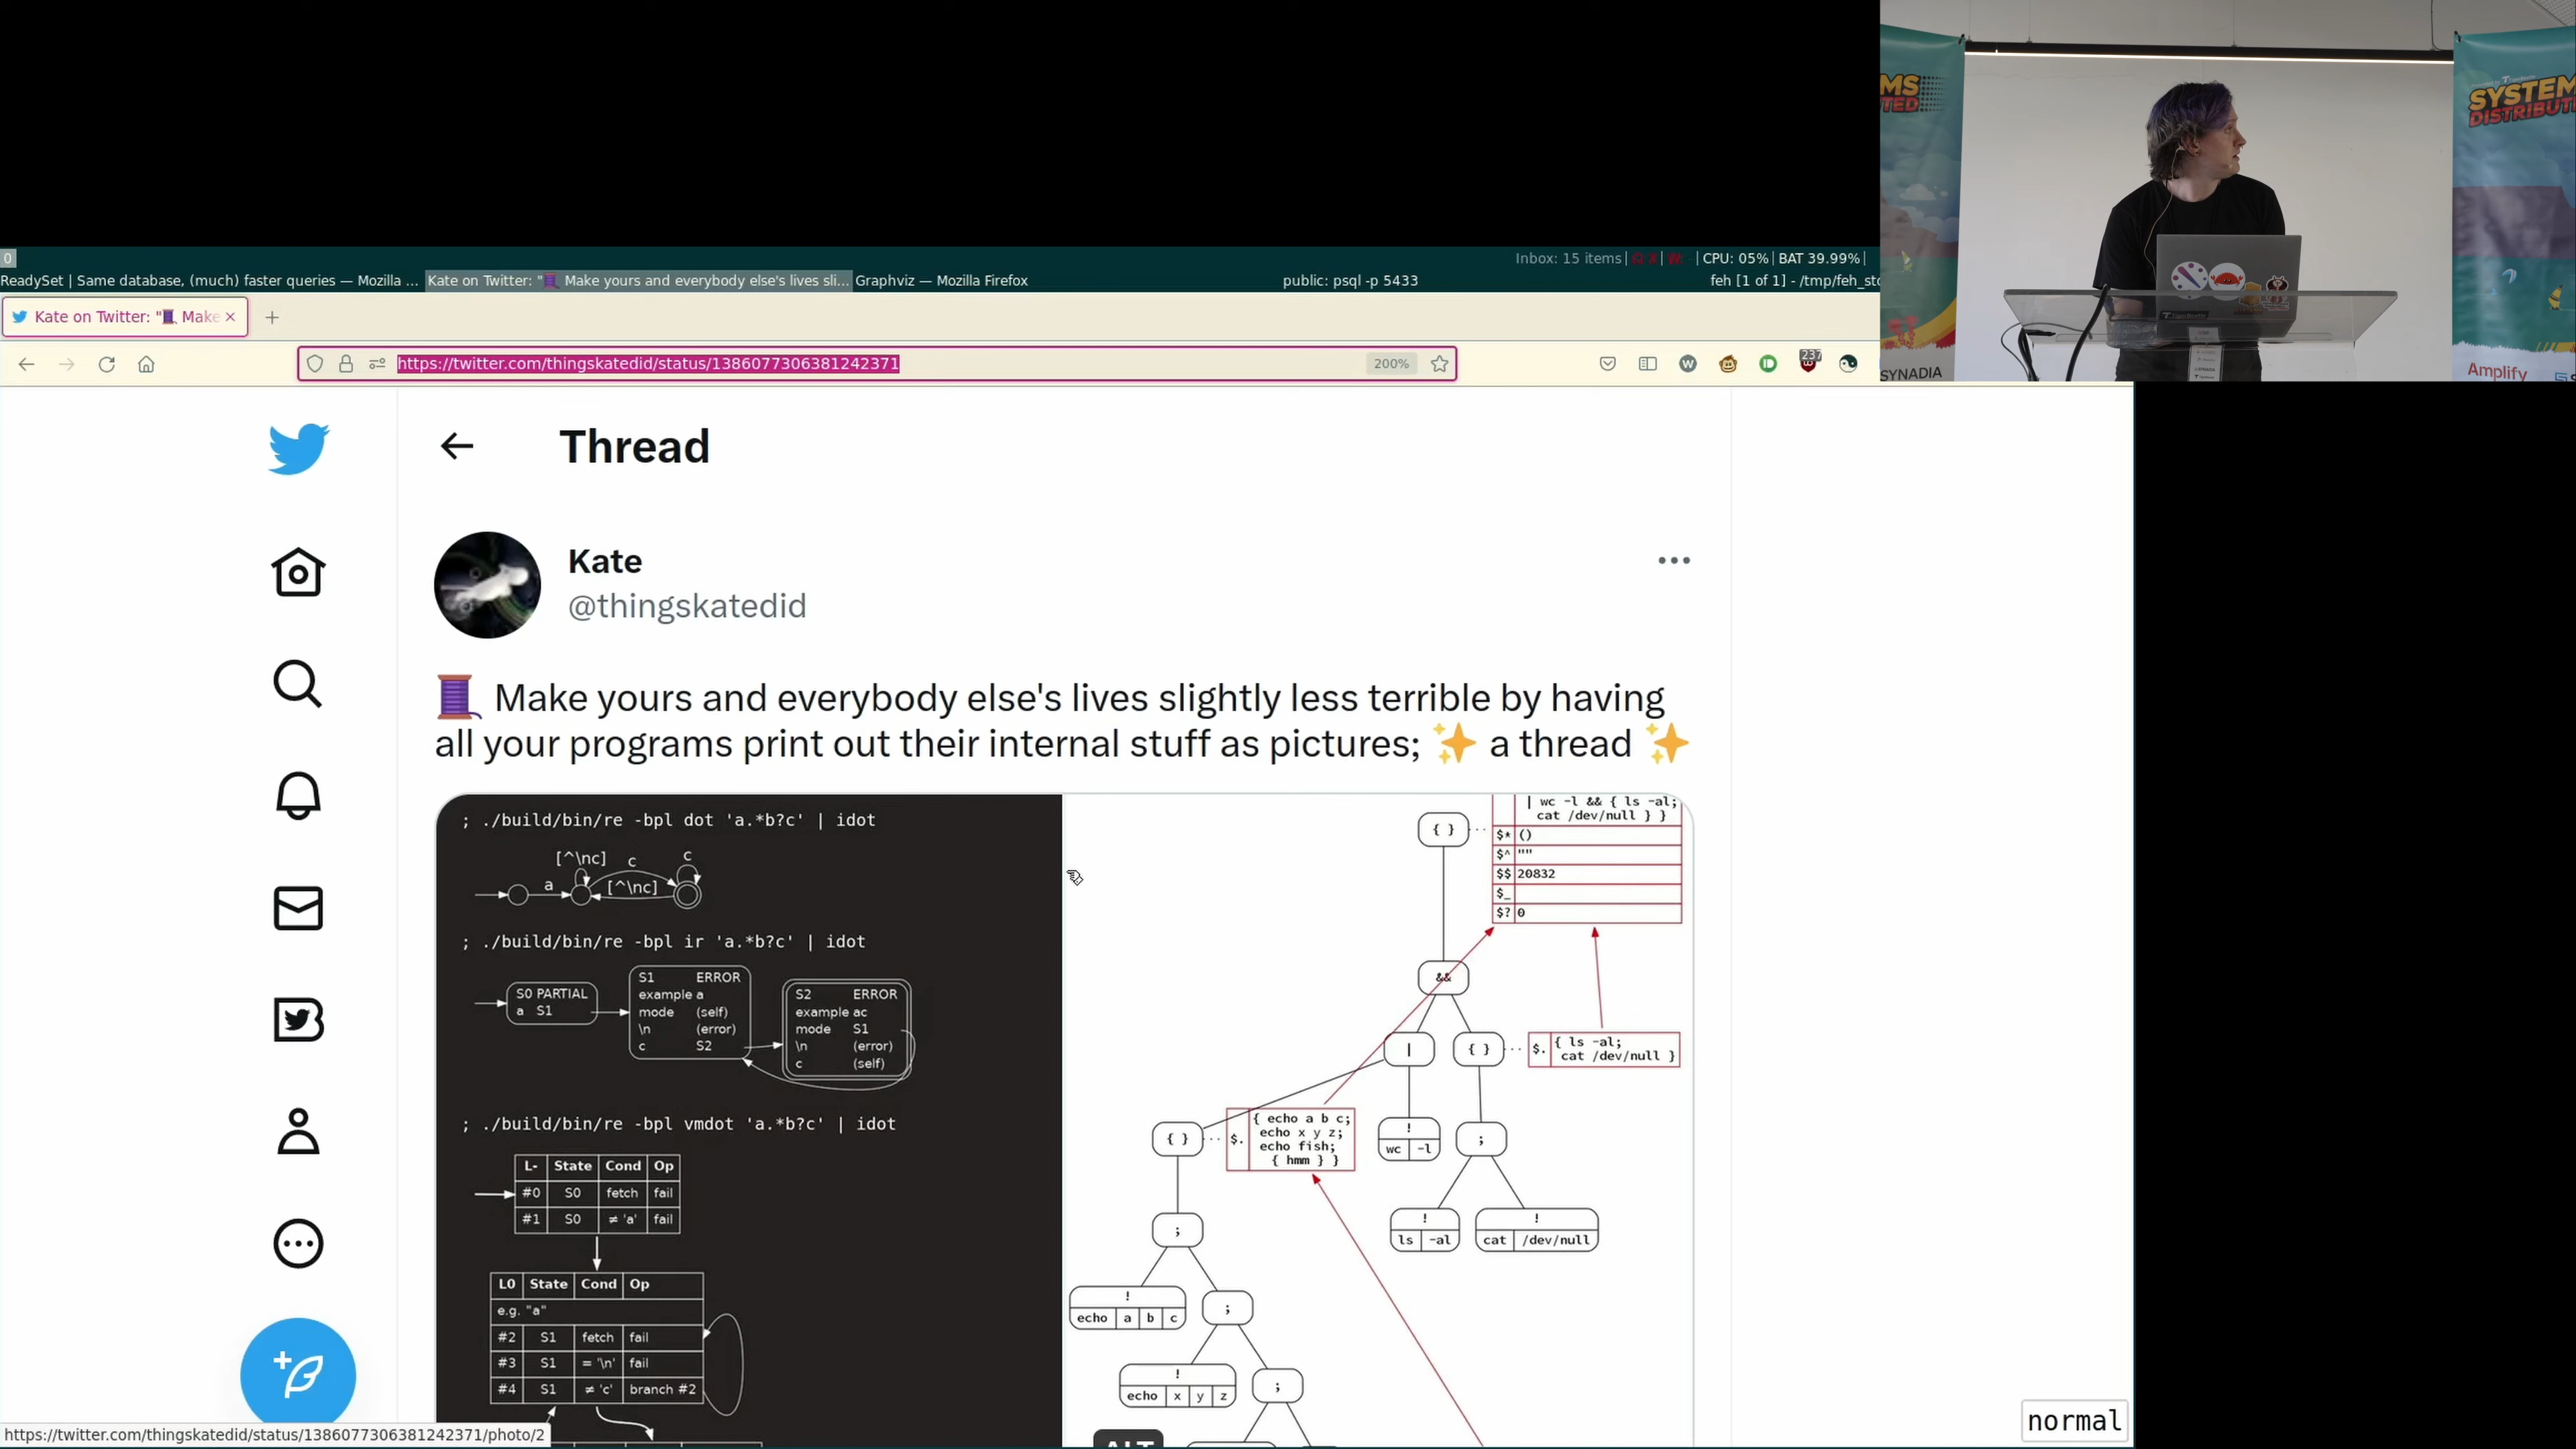 0
Inbox: 15 items
CPU: 05%| BAT 39.99%|
ReadySet | Same database, (much) faster queries — Mozilla ...
Kate on Twitter: "🧵 Make yours and everybody else's lives sli...
Graphviz — Mozilla Firefox
public: psql -p 5433
feh [1 of 1] - /tmp/feh_stc
Kate on Twitter: "🧵 Make
https://twitter.com/thingskatedid/status/1386077306381242371
200%
237
MS
TED
SYSTEM
DISTRIBUT
SYNADIA
Amplify
Thread
Kate
@thingskatedid
🧵 Make yours and everybody else's lives slightly less terrible by having
all your programs print out their internal stuff as pictures; ✨ a thread ✨
; ./build/bin/re -bpl dot 'a.*b?c' | idot
[^\nc] c c
a [^\nc]
; ./build/bin/re -bpl ir 'a.*b?c' | idot
S0 PARTIAL
a S1
S1 ERROR
example a
mode (self)
\n (error)
c S2
S2 ERROR
example ac
mode S1
\n (error)
c (self)
; ./build/bin/re -bpl vmdot 'a.*b?c' | idot
L- State Cond Op
#0 S0 fetch fail
#1 S0 ≠ 'a' fail
L0 State Cond Op
e.g. "a"
#2 S1 fetch fail
#3 S1 = '\n' fail
#4 S1 ≠ 'c' branch #2
{ }
| wc -l && { ls -al;
cat /dev/null } }
$* ()
$^ ""
$$ 20832
$_
$? 0
&&
|
{ }
$. { ls -al;
cat /dev/null }
{ }
$. { echo a b c;
echo x y z;
echo fish;
{ hmm } }
!
wc -l
;
;
!
ls -al
!
cat /dev/null
!
echo a b c
;
!
echo x y z
;
ALT
https://twitter.com/thingskatedid/status/1386077306381242371/photo/2
normal